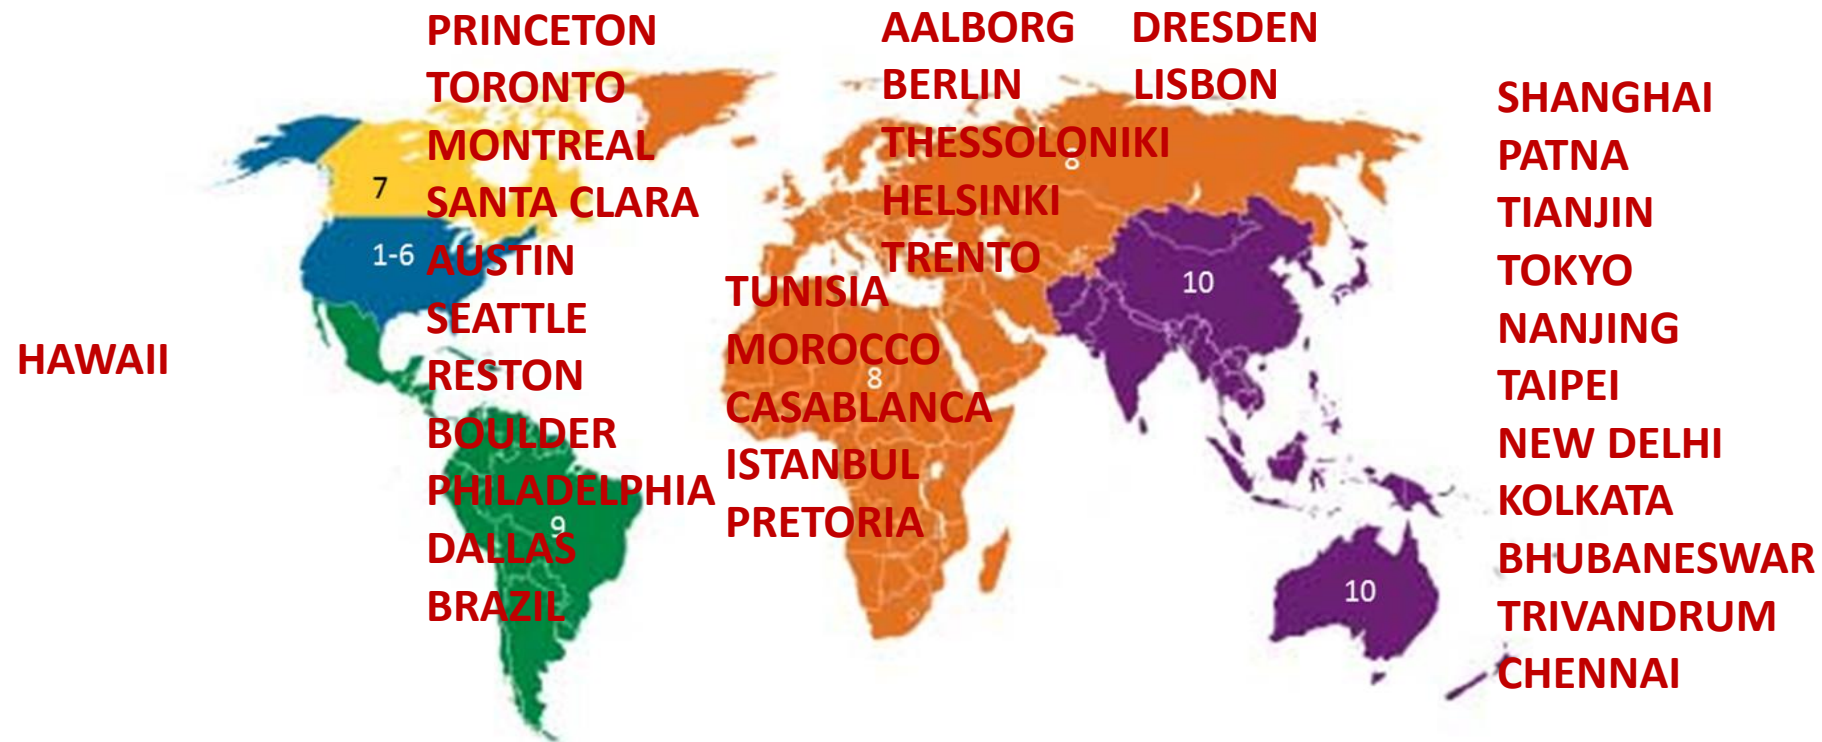 HAWAII
PRINCETON
TORONTO
MONTREAL
SANTA CLARA
AUSTIN
SEATTLE
RESTON
BOULDER
PHILADELPHIA
DALLAS
BRAZIL
7
1-6
9
AALBORG DRESDEN
BERLIN LISBON
THESSOLONIKI
HELSINKI
TRENTO
8
TUNISIA
MOROCCO
CASABLANCA
ISTANBUL
PRETORIA
8
10
10
SHANGHAI
PATNA
TIANJIN
TOKYO
NANJING
TAIPEI
NEW DELHI
KOLKATA
BHUBANESWAR
TRIVANDRUM
CHENNAI